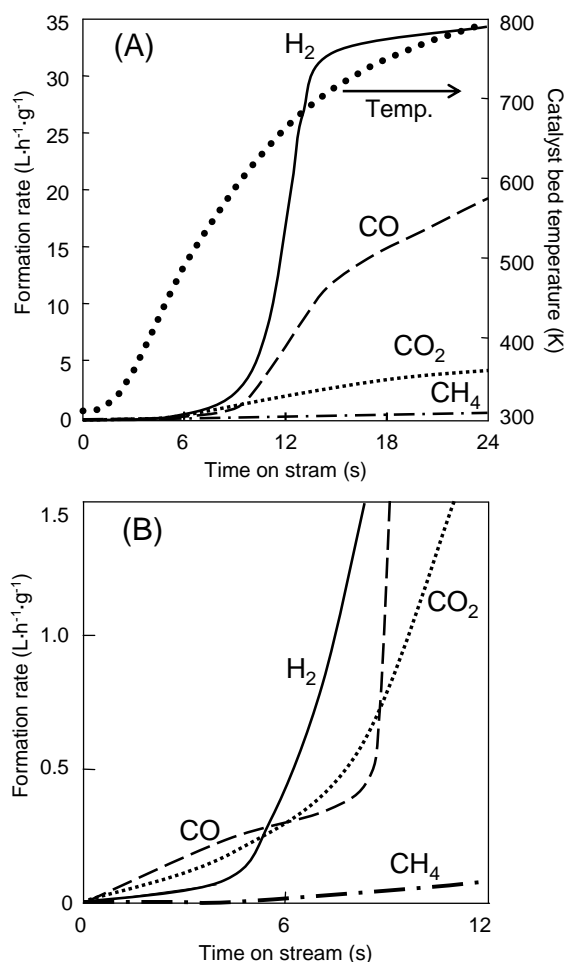 (A)
H₂
Temp.
CO
CO₂
CH₄
35
30
25
20
15
10
5
0
800
700
600
500
400
300
0 6 12 18 24
Formation rate (L·h⁻¹·g⁻¹)
Catalyst bed temperature (K)
Time on stram (s)
(B)
H₂
CO₂
CO
CH₄
1.5
1.0
0.5
0
0 6 12
Formation rate (L·h⁻¹·g⁻¹)
Time on stream (s)